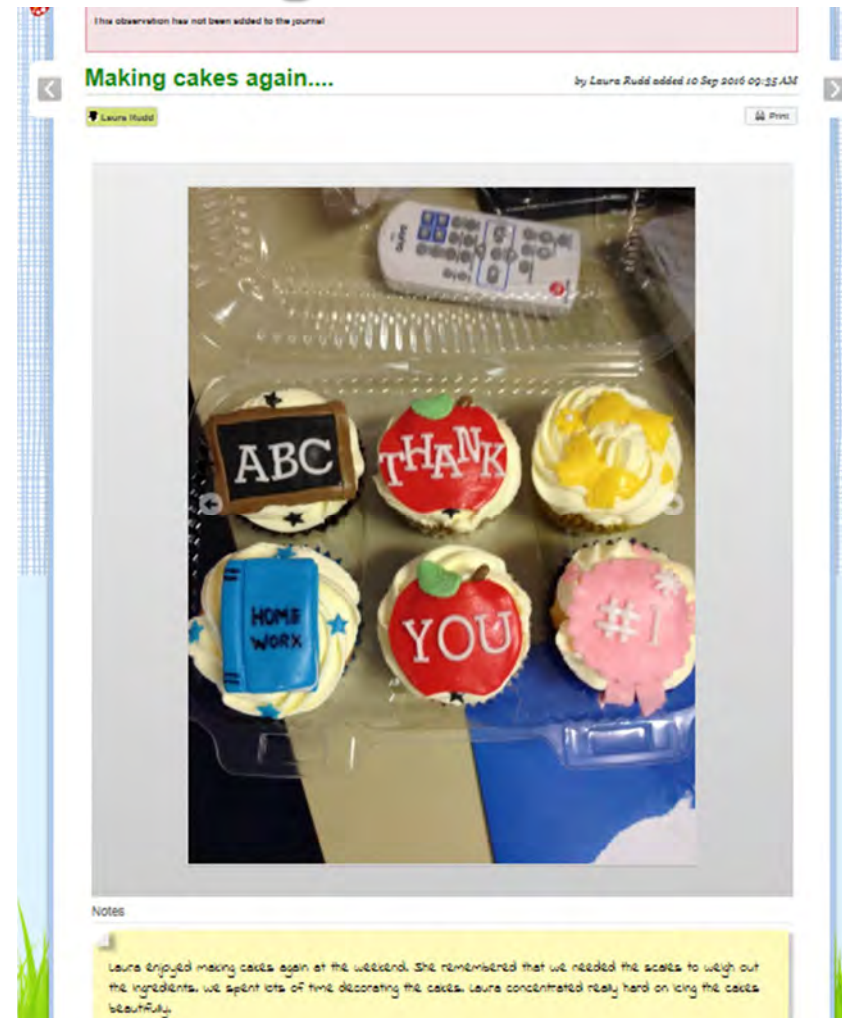 This observation has not been added to the journal
Making cakes again....
by Laura Rudd added 10 Sep 2016 09:35 AM
Laura Rudd
Print
ABC
THANK
HOME
WORK
YOU
#1
Notes
Laura enjoyed making cakes again at the weekend. She remembered that we needed the scales to weigh out
the ingredients. we spent lots of time decorating the cakes. Laura concentrated really hard on icing the cakes
beautifully.